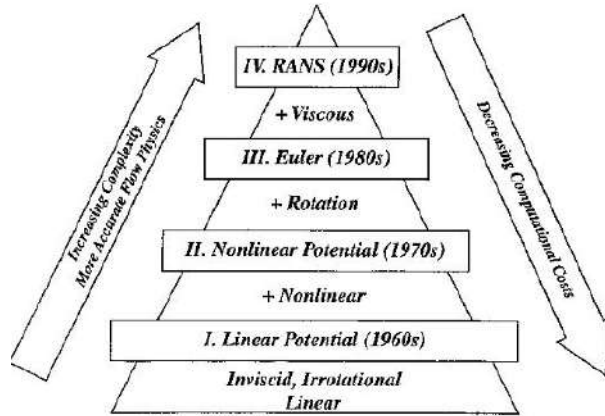 IV. RANS (1990s)
+ Viscous
III. Euler (1980s)
+ Rotation
II. Nonlinear Potential (1970s)
+ Nonlinear
I. Linear Potential (1960s)
Inviscid, Irrotational
Linear
Increasing Complexity
More Accurate Flow Physics
Decreasing Computational Costs